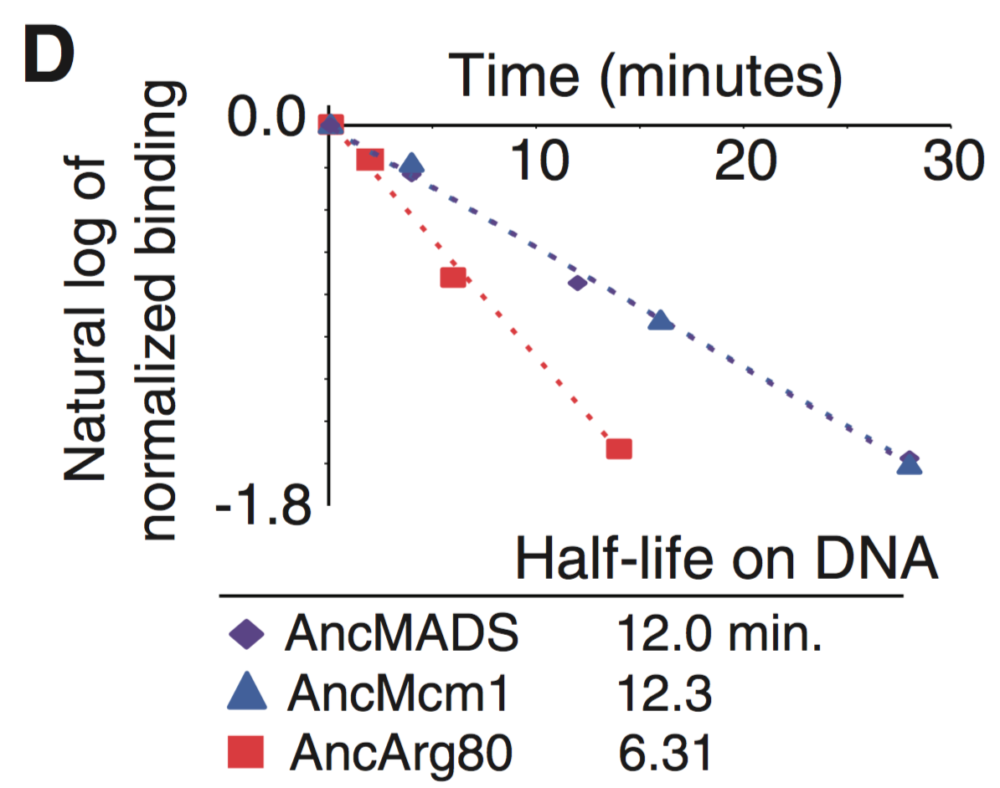 D
Time (minutes)
0.0
10 20 30
Natural log of
normalized binding
-1.8
Half-life on DNA
AncMADS 12.0 min.
AncMcm1 12.3
AncArg80 6.31